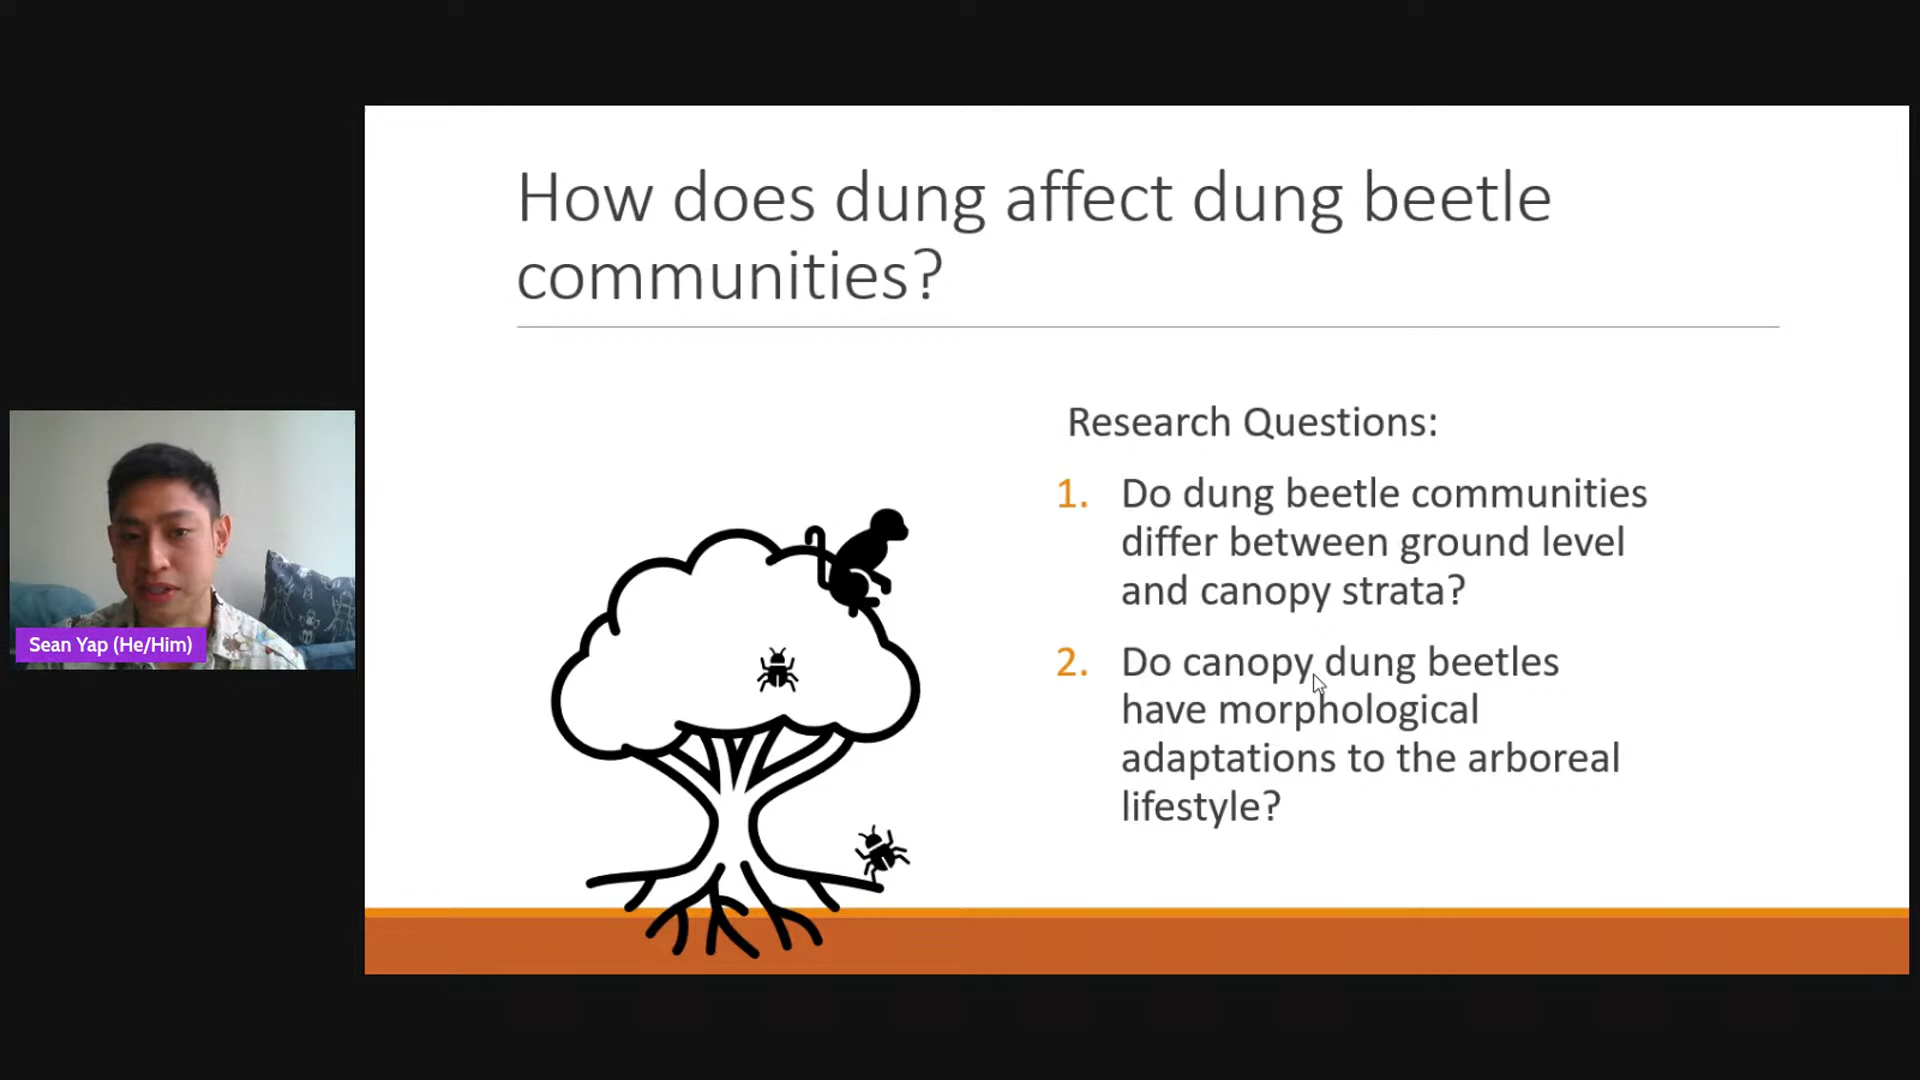 How does dung affect dung beetle
communities?
Research Questions:
1. Do dung beetle communities
differ between ground level
and canopy strata?
2. Do canopy dung beetles
have morphological
adaptations to the arboreal
lifestyle?
Sean Yap (He/Him)